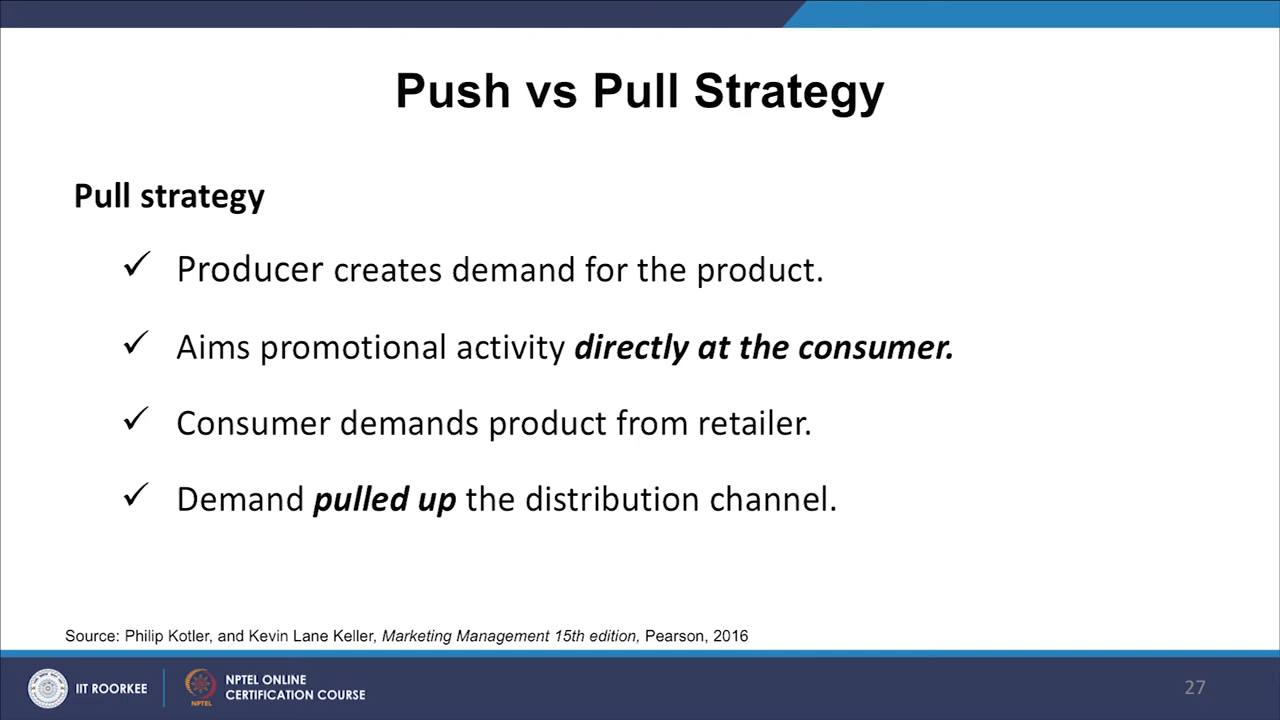 Push vs Pull Strategy
Pull strategy
✓ Producer creates demand for the product.
✓ Aims promotional activity directly at the consumer.
✓ Consumer demands product from retailer.
✓ Demand pulled up the distribution channel.
Source: Philip Kotler, and Kevin Lane Keller, Marketing Management 15th edition, Pearson, 2016
IIT ROORKEE
NPTEL
NPTEL ONLINE
CERTIFICATION COURSE
27